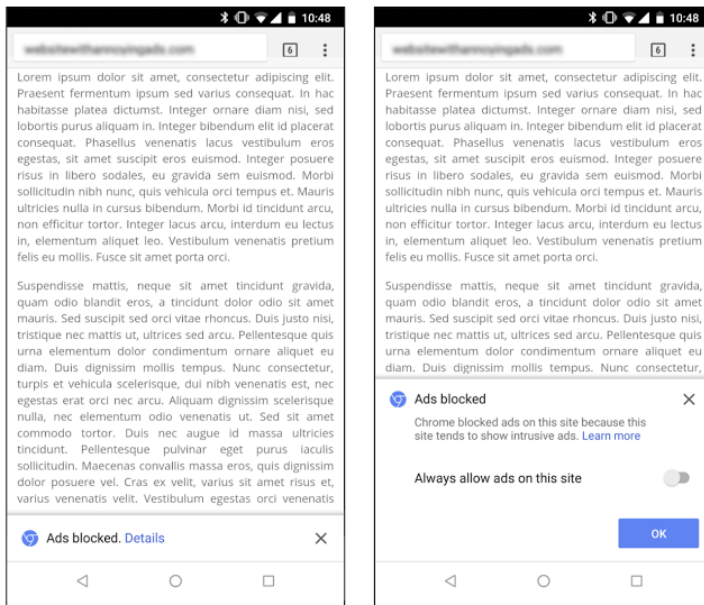 10:48
websitewithannoyingads.com
6
Lorem ipsum dolor sit amet, consectetur adipiscing elit.
Praesent fermentum ipsum sed varius consequat. In hac
habitasse platea dictumst. Integer ornare diam nisi, sed
lobortis purus aliquam in. Integer bibendum elit id placerat
consequat. Phasellus venenatis lacus vestibulum eros
egestas, sit amet suscipit eros euismod. Integer posuere
risus in libero sodales, eu gravida sem euismod. Morbi
sollicitudin nibh nunc, quis vehicula orci tempus et. Mauris
ultricies nulla in cursus bibendum. Morbi id tincidunt arcu,
non efficitur tortor. Integer lacus arcu, interdum eu lectus
in, elementum aliquet leo. Vestibulum venenatis pretium
felis eu mollis. Fusce sit amet porta orci.
Suspendisse mattis, neque sit amet tincidunt gravida,
quam odio blandit eros, a tincidunt dolor odio sit amet
mauris. Sed suscipit sed orci vitae rhoncus. Duis justo nisi,
tristique nec mattis ut, ultrices sed arcu. Pellentesque quis
urna elementum dolor condimentum ornare aliquet eu
diam. Duis dignissim mollis tempus. Nunc consectetur,
turpis et vehicula scelerisque, dui nibh venenatis est, nec
egestas erat orci nec arcu. Aliquam dignissim scelerisque
nulla, nec elementum odio venenatis ut. Sed sit amet
commodo tortor. Duis nec augue id massa ultricies
tincidunt. Pellentesque pulvinar eget purus iaculis
sollicitudin. Maecenas convallis massa eros, quis dignissim
dolor posuere vel. Cras ex velit, varius sit amet risus et,
varius venenatis velit. Vestibulum egestas orci venenatis
Ads blocked. Details
10:48
websitewithannoyingads.com
6
Lorem ipsum dolor sit amet, consectetur adipiscing elit.
Praesent fermentum ipsum sed varius consequat. In hac
habitasse platea dictumst. Integer ornare diam nisi, sed
lobortis purus aliquam in. Integer bibendum elit id placerat
consequat. Phasellus venenatis lacus vestibulum eros
egestas, sit amet suscipit eros euismod. Integer posuere
risus in libero sodales, eu gravida sem euismod. Morbi
sollicitudin nibh nunc, quis vehicula orci tempus et. Mauris
ultricies nulla in cursus bibendum. Morbi id tincidunt arcu,
non efficitur tortor. Integer lacus arcu, interdum eu lectus
in, elementum aliquet leo. Vestibulum venenatis pretium
felis eu mollis. Fusce sit amet porta orci.
Suspendisse mattis, neque sit amet tincidunt gravida,
quam odio blandit eros, a tincidunt dolor odio sit amet
mauris. Sed suscipit sed orci vitae rhoncus. Duis justo nisi,
tristique nec mattis ut, ultrices sed arcu. Pellentesque quis
urna elementum dolor condimentum ornare aliquet eu
diam. Duis dignissim mollis tempus. Nunc consectetur,
Ads blocked
Chrome blocked ads on this site because this
site tends to show intrusive ads. Learn more
Always allow ads on this site
OK